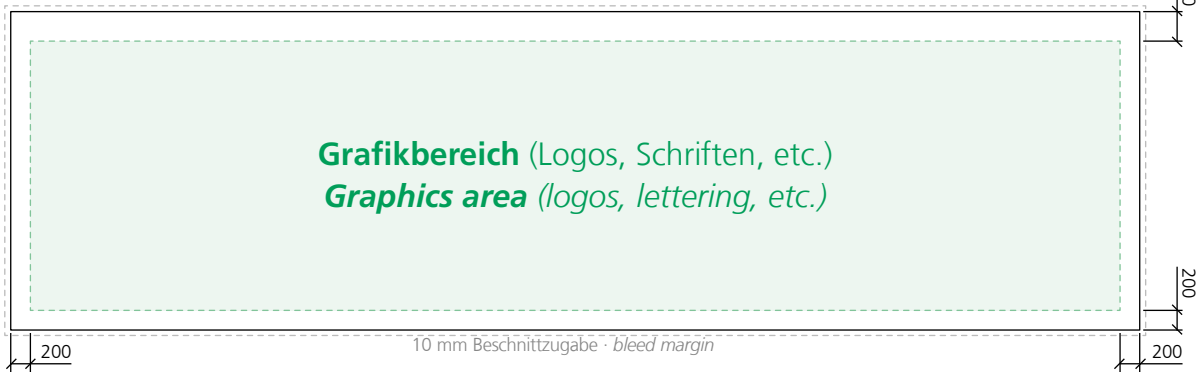 Grafikbereich (Logos, Schriften, etc.)
Graphics area (logos, lettering, etc.)
200
10 mm Beschnittzugabe · bleed margin
200
200